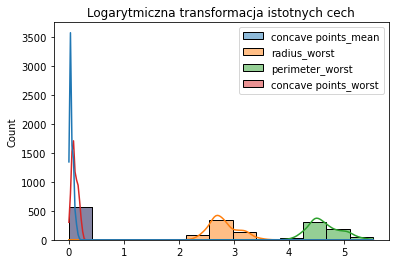 Logarytmiczna transformacja istotnych cech
concave points_mean
radius_worst
perimeter_worst
concave points_worst
Count
3500
3000
2500
2000
1500
1000
500
0
0 1 2 3 4 5